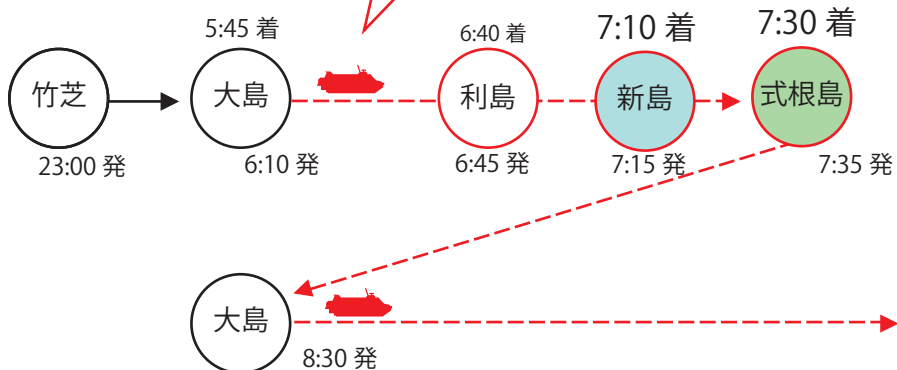 5:45 着
6:40 着
7:10 着
7:30 着
竹芝
大島
利島
新島
式根島
23:00 発
6:10 発
6:45 発
7:15 発
7:35 発
大島
8:30 発